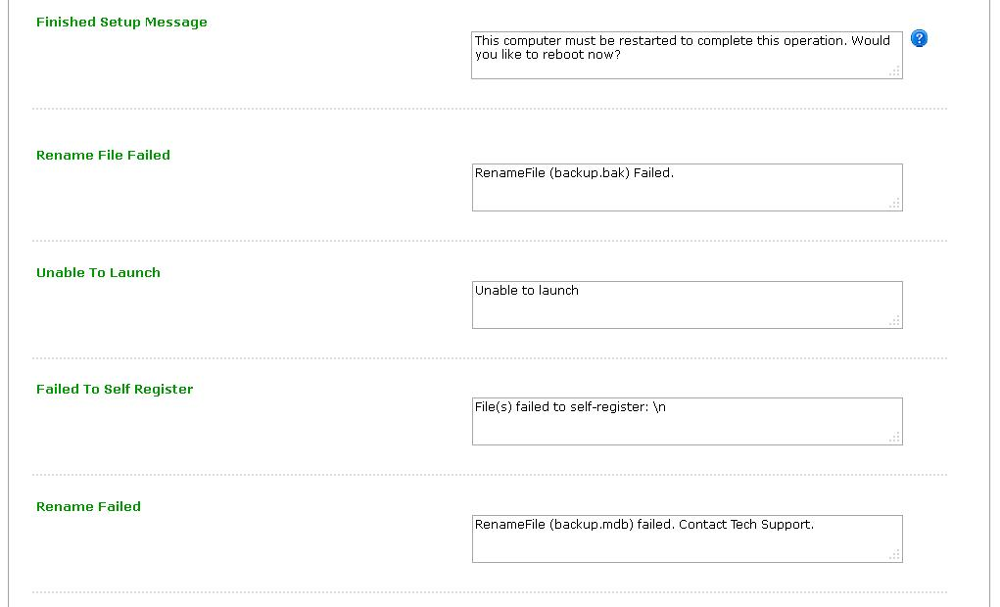 Finished Setup Message
This computer must be restarted to complete this operation. Would
you like to reboot now?
?
Rename File Failed
RenameFile (backup.bak) Failed.
Unable To Launch
Unable to launch
Failed To Self Register
File(s) failed to self-register: \n
Rename Failed
RenameFile (backup.mdb) failed. Contact Tech Support.